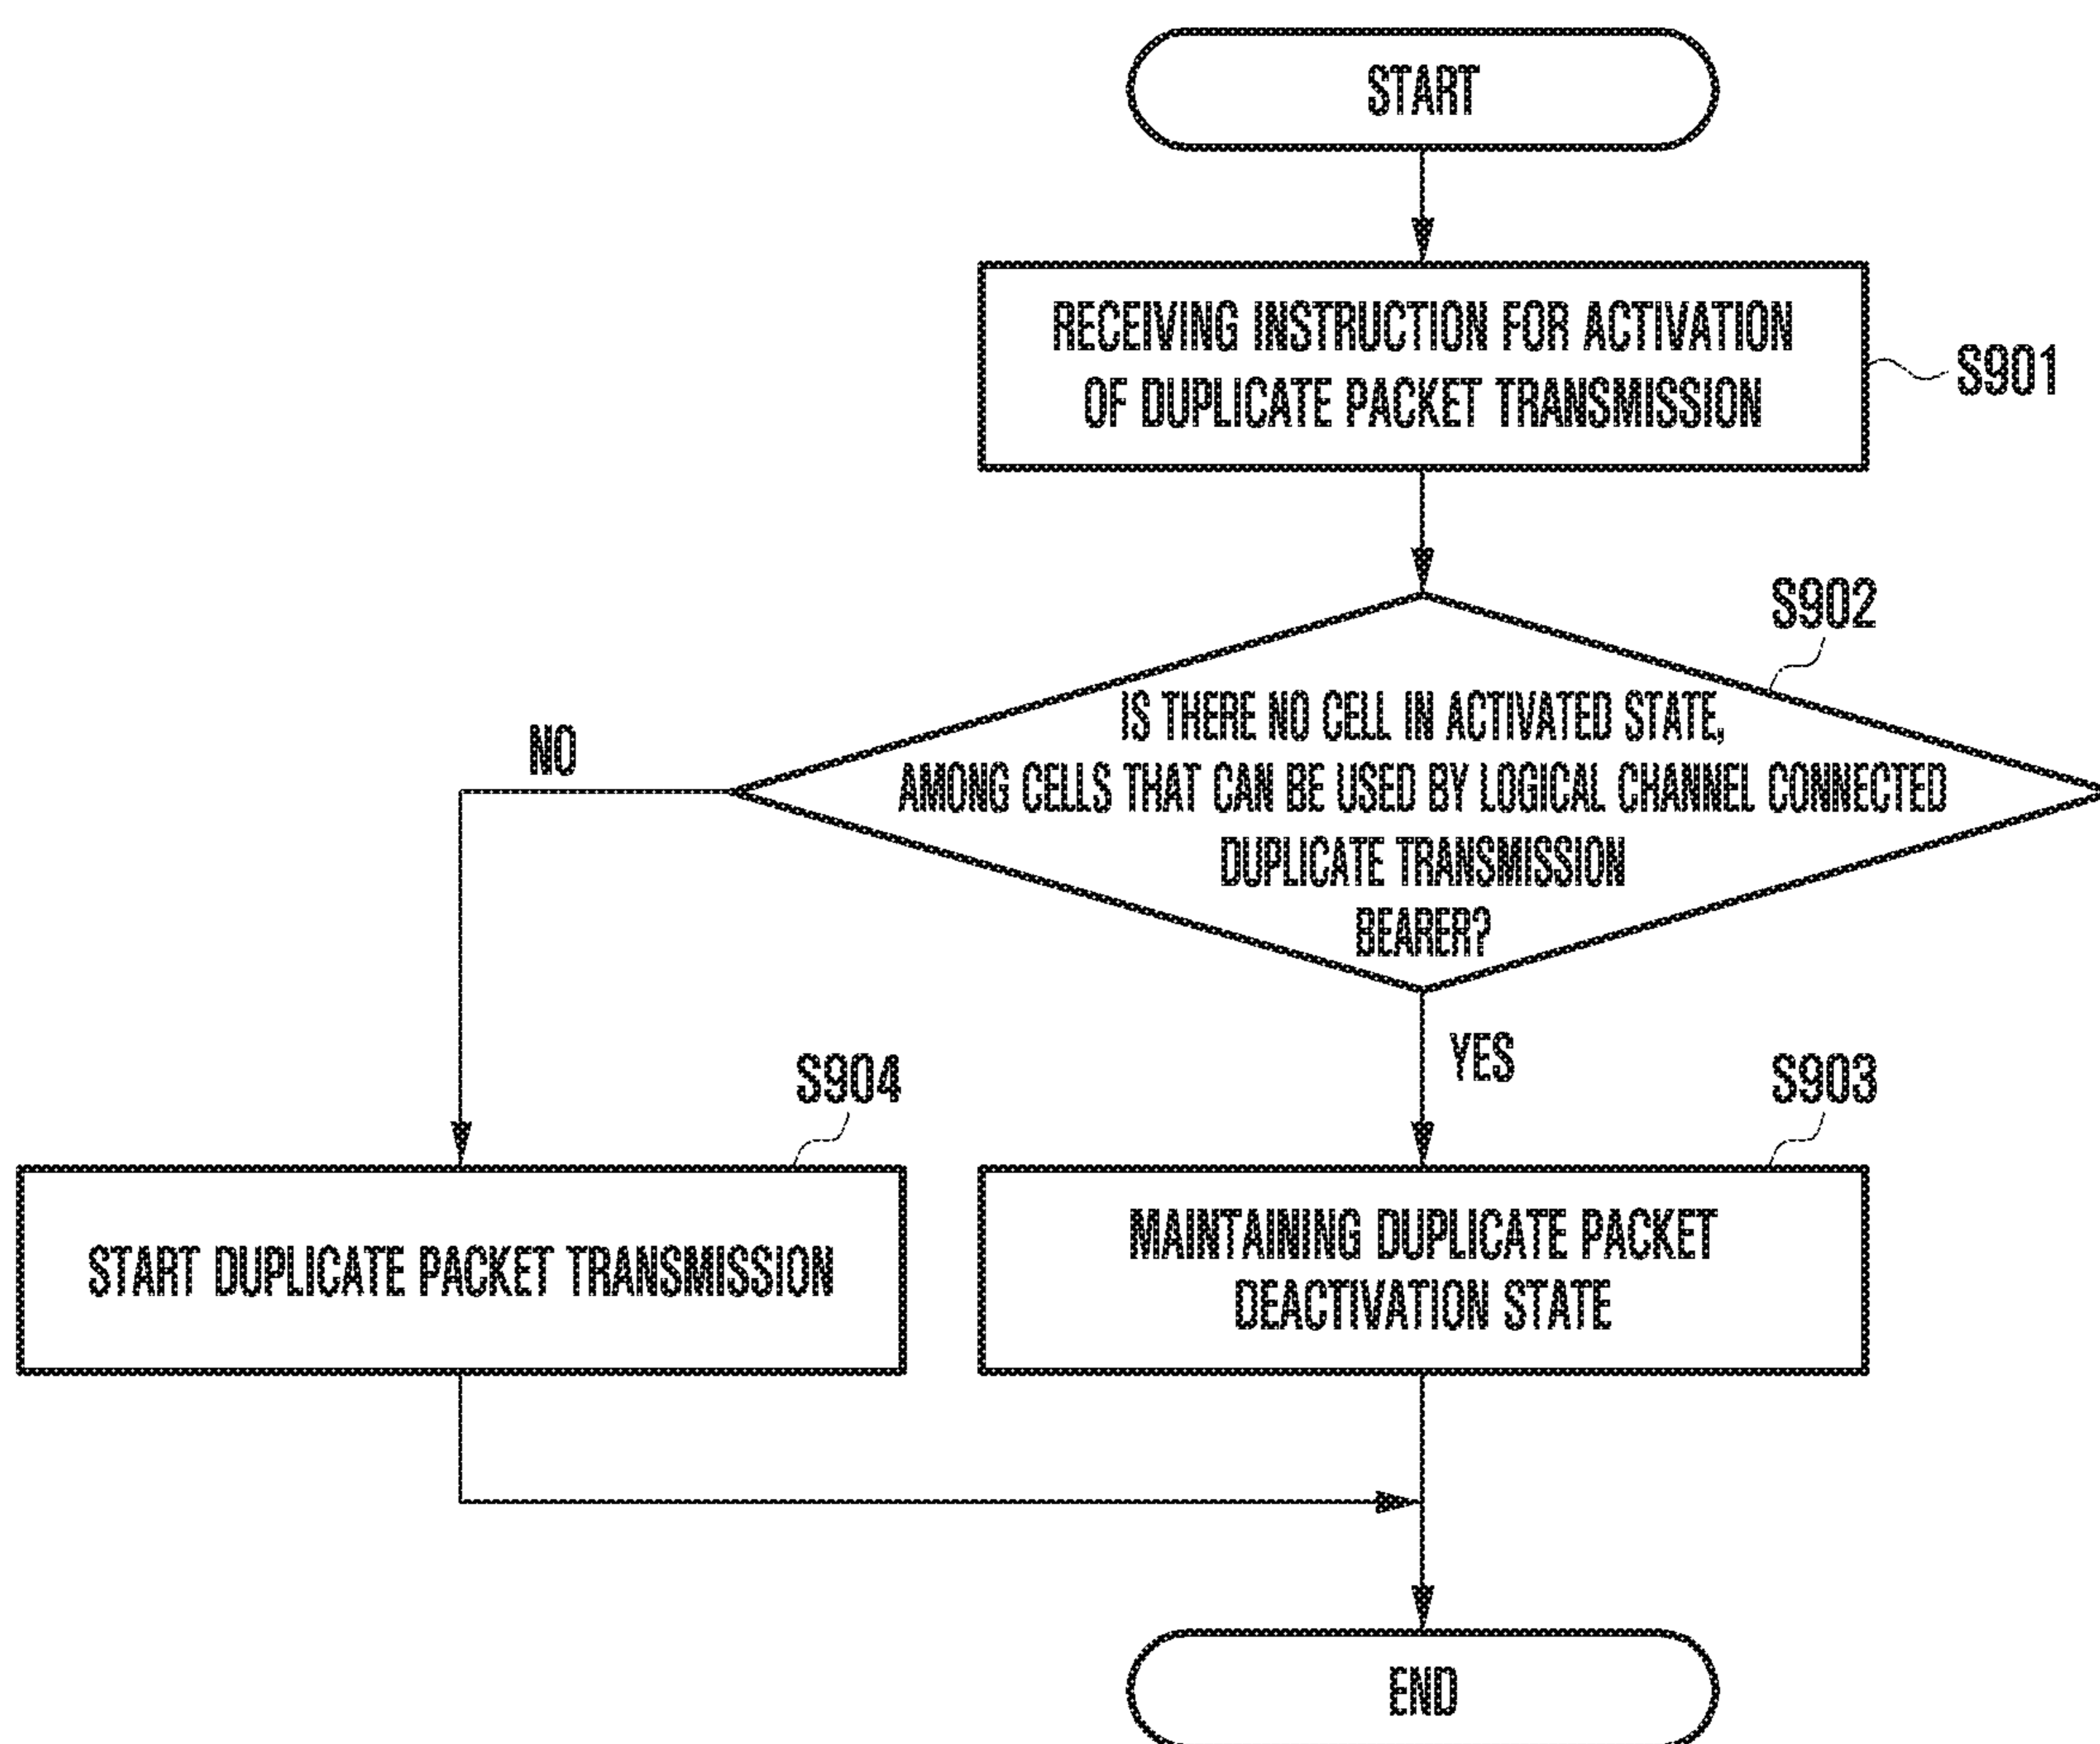 START
RECEIVING INSTRUCTION FOR ACTIVATION
OF DUPLICATE PACKET TRANSMISSION
S901
S902
IS THERE NO CELL IN ACTIVATED STATE,
AMONG CELLS THAT CAN BE USED BY LOGICAL CHANNEL CONNECTED
DUPLICATE TRANSMISSION
BEARER?
NO
YES
S904
S903
START DUPLICATE PACKET TRANSMISSION
MAINTAINING DUPLICATE PACKET
DEACTIVATION STATE
END